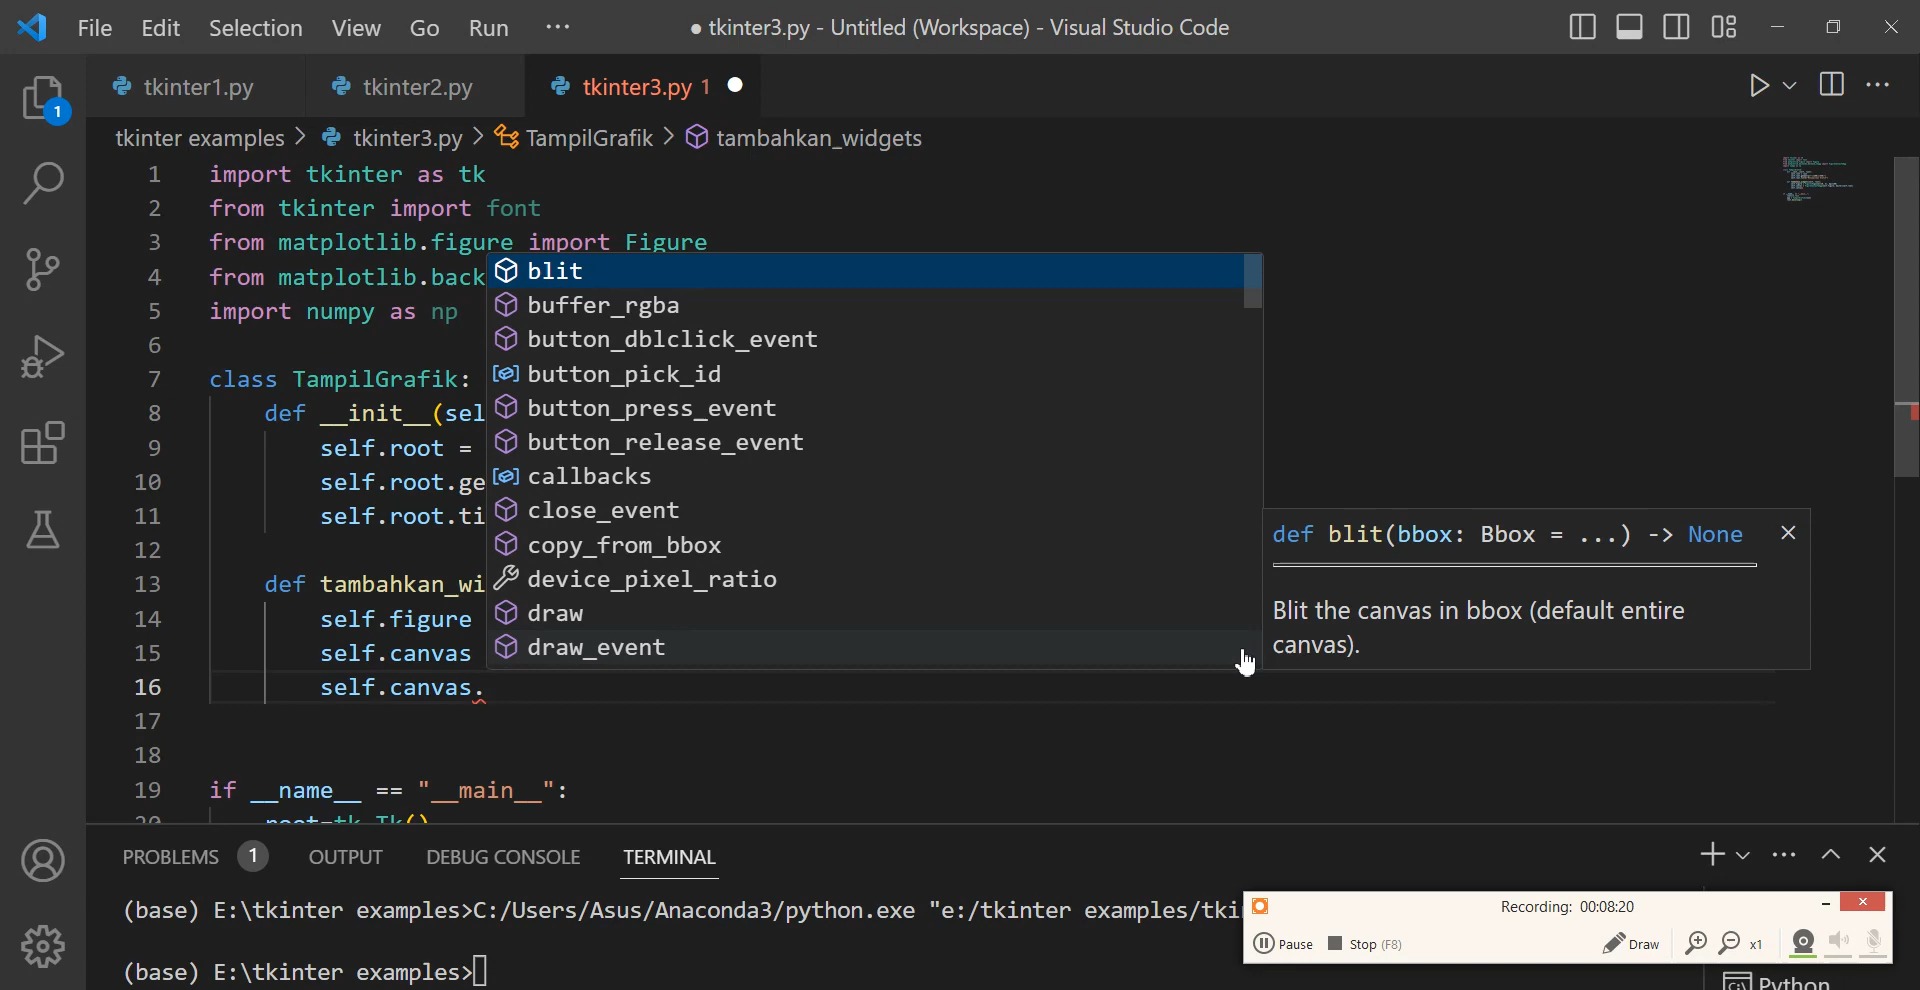 File Edit Selection View Go Run ··· ● tkinter3.py - Untitled (Workspace) - Visual Studio Code
1
tkinter1.py tkinter2.py tkinter3.py 1 ●
tkinter examples > tkinter3.py > TampilGrafik > tambahkan_widgets
1 import tkinter as tk
2 from tkinter import font
3 from matplotlib.figure import Figure
4 from matplotlib.back
5 import numpy as np
6
7 class TampilGrafik:
8 def __init__(sel
9 self.root =
10 self.root.ge
11 self.root.ti
12
13 def tambahkan_wi
14 self.figure
15 self.canvas
16 self.canvas.
17
18
19 if __name__ == "__main__":
20 root=tk.Tk()
blit
buffer_rgba
button_dblclick_event
button_pick_id
button_press_event
button_release_event
callbacks
close_event
copy_from_bbox
device_pixel_ratio
draw
draw_event
def blit(bbox: Bbox = ...) -> None
Blit the canvas in bbox (default entire
canvas).
PROBLEMS 1 OUTPUT DEBUG CONSOLE TERMINAL
(base) E:\tkinter examples>C:/Users/Asus/Anaconda3/python.exe "e:/tkinter examples/tki
(base) E:\tkinter examples>
Recording: 00:08:20
Pause Stop (F8) Draw x1
Python